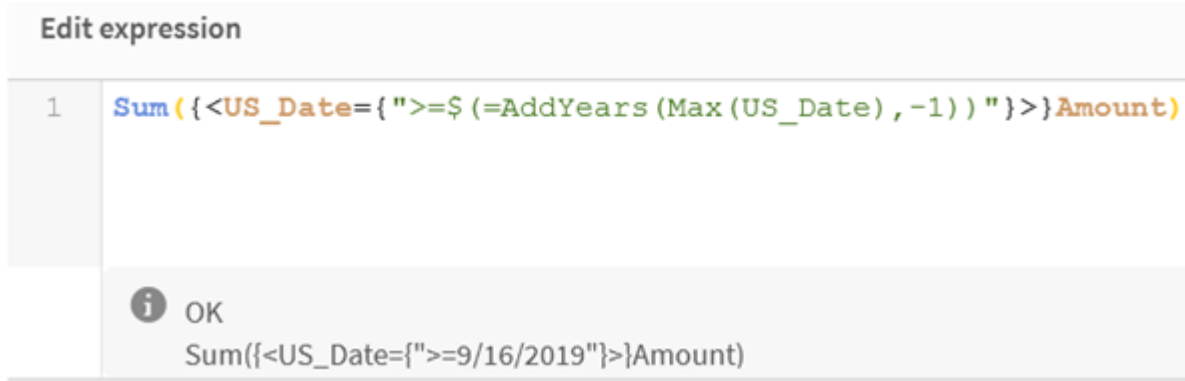 Edit expression
1 Sum({<US_Date={">=$(=AddYears(Max(US_Date),-1))"}>}Amount)
OK
Sum({<US_Date={">=9/16/2019"}>}Amount)